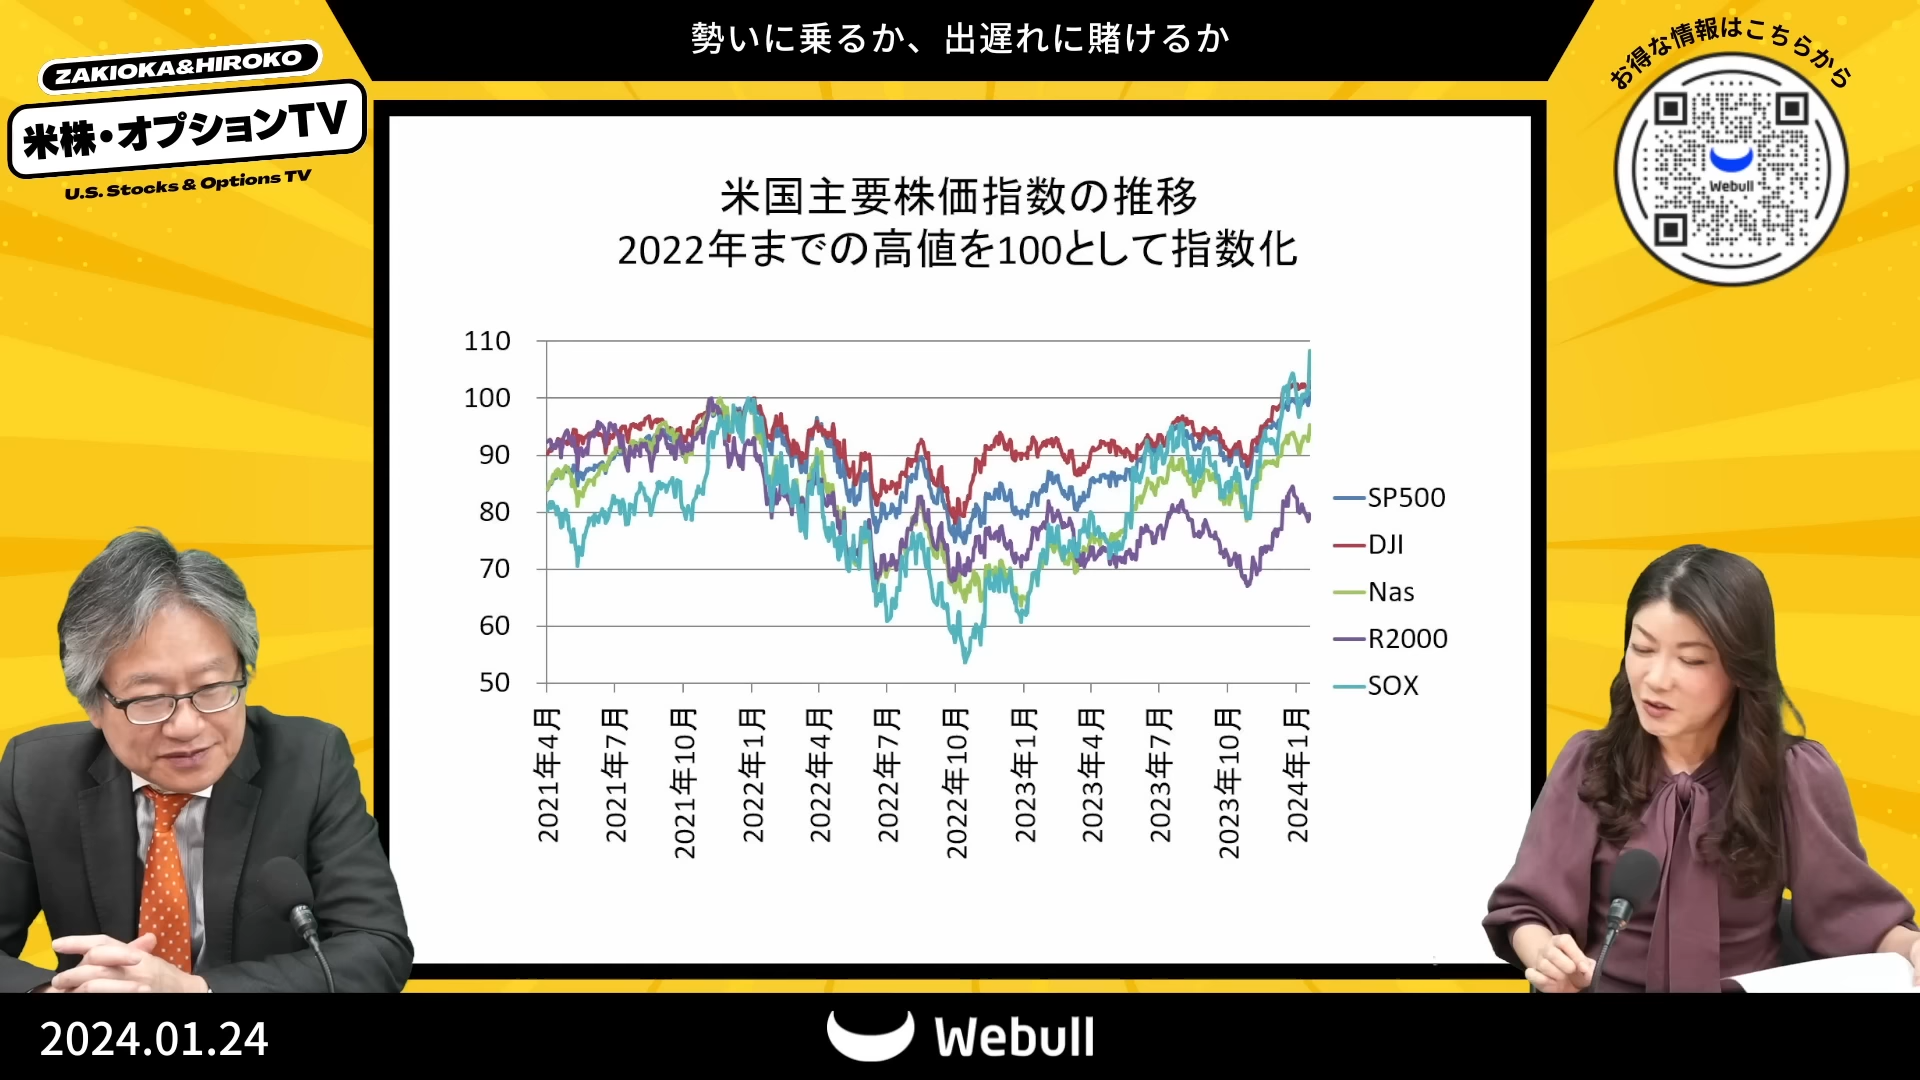 勢いに乗るか、出遅れに賭けるか
ZAKIOKA&HIROKO
米株・オプションTV
U.S. Stocks & Options TV
お得な情報はこちらから
Webull
米国主要株価指数の推移
2022年までの高値を100として指数化
110
100
90
80
70
60
50
SP500
DJI
Nas
R2000
SOX
2021年4月
2021年7月
2021年10月
2022年1月
2022年4月
2022年7月
2022年10月
2023年1月
2023年4月
2023年7月
2023年10月
2024年1月
2024.01.24
Webull